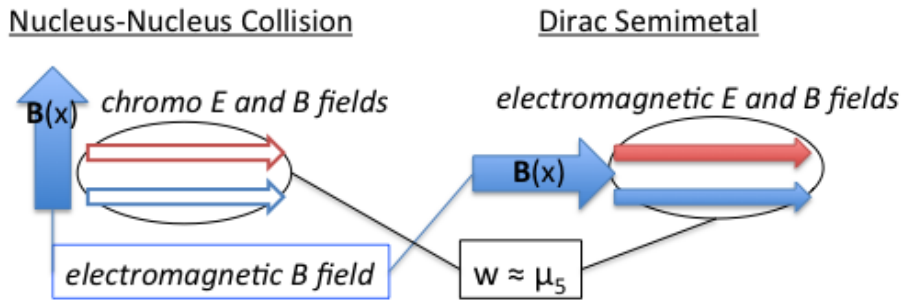 Nucleus-Nucleus Collision
Dirac Semimetal
B(x)
chromo E and B fields
electromagnetic E and B fields
B(x)
electromagnetic B field
w ≈ μ₅